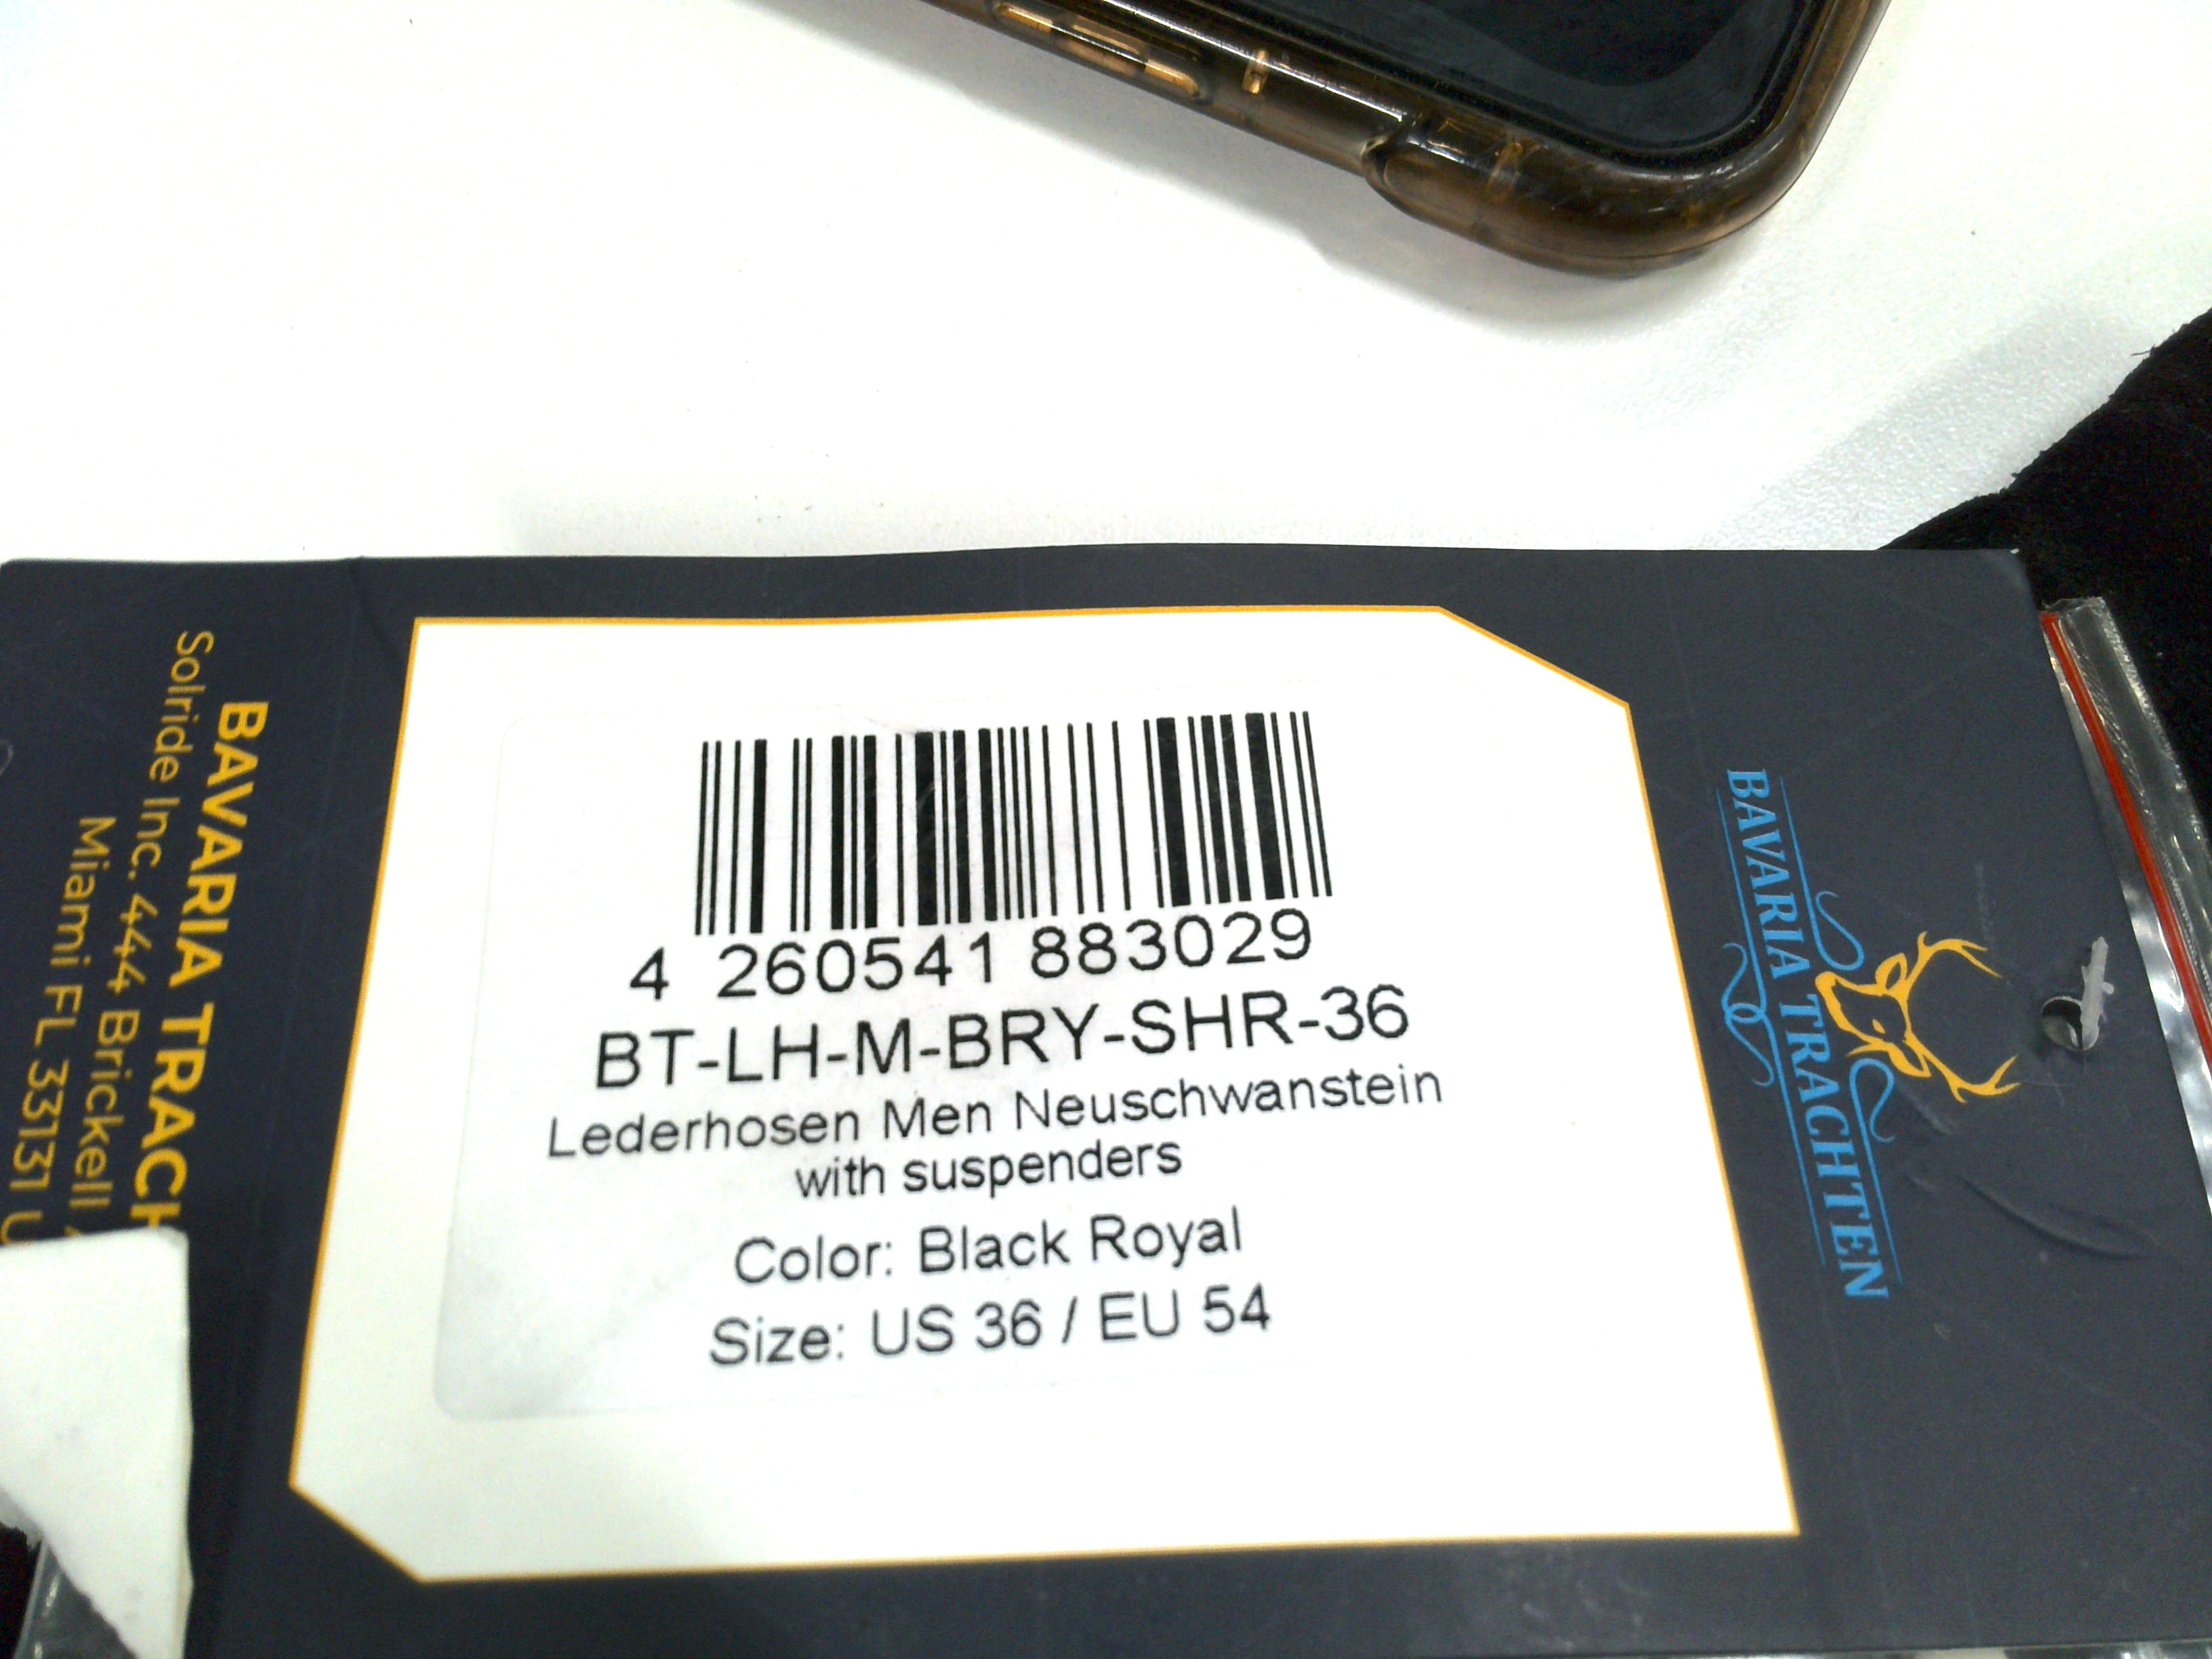 4 260541 883029
BT-LH-M-BRY-SHR-36
Lederhosen Men Neuschwanstein
with suspenders
Color: Black Royal
Size: US 36 / EU 54
BAVARIA TRACHTEN
BAVARIA TRACH
Solride Inc. 444 Brickell
Miami FL 33131 U